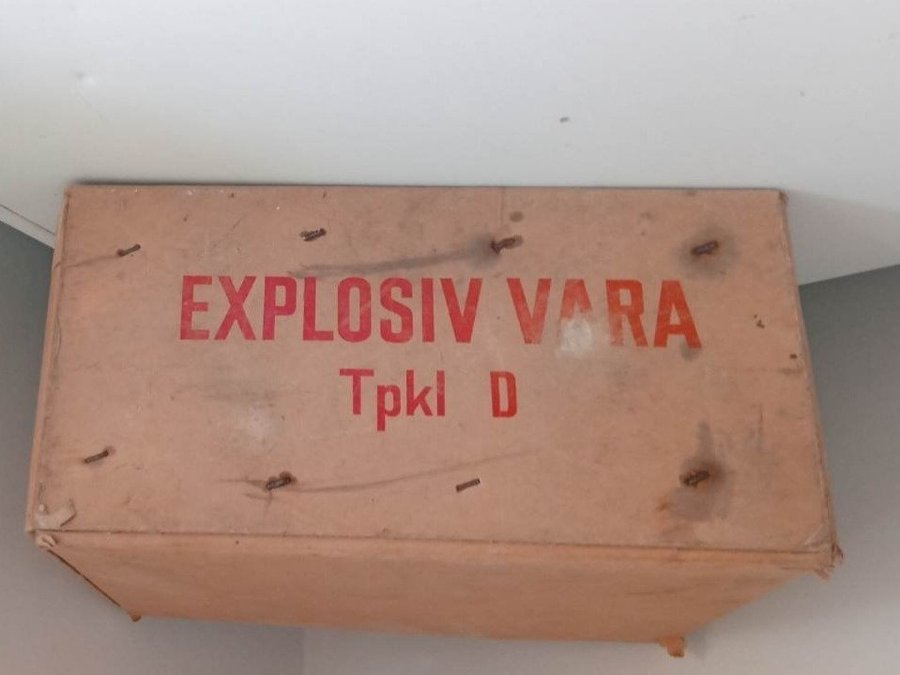 EXPLOSIV VARA
Tpkl D